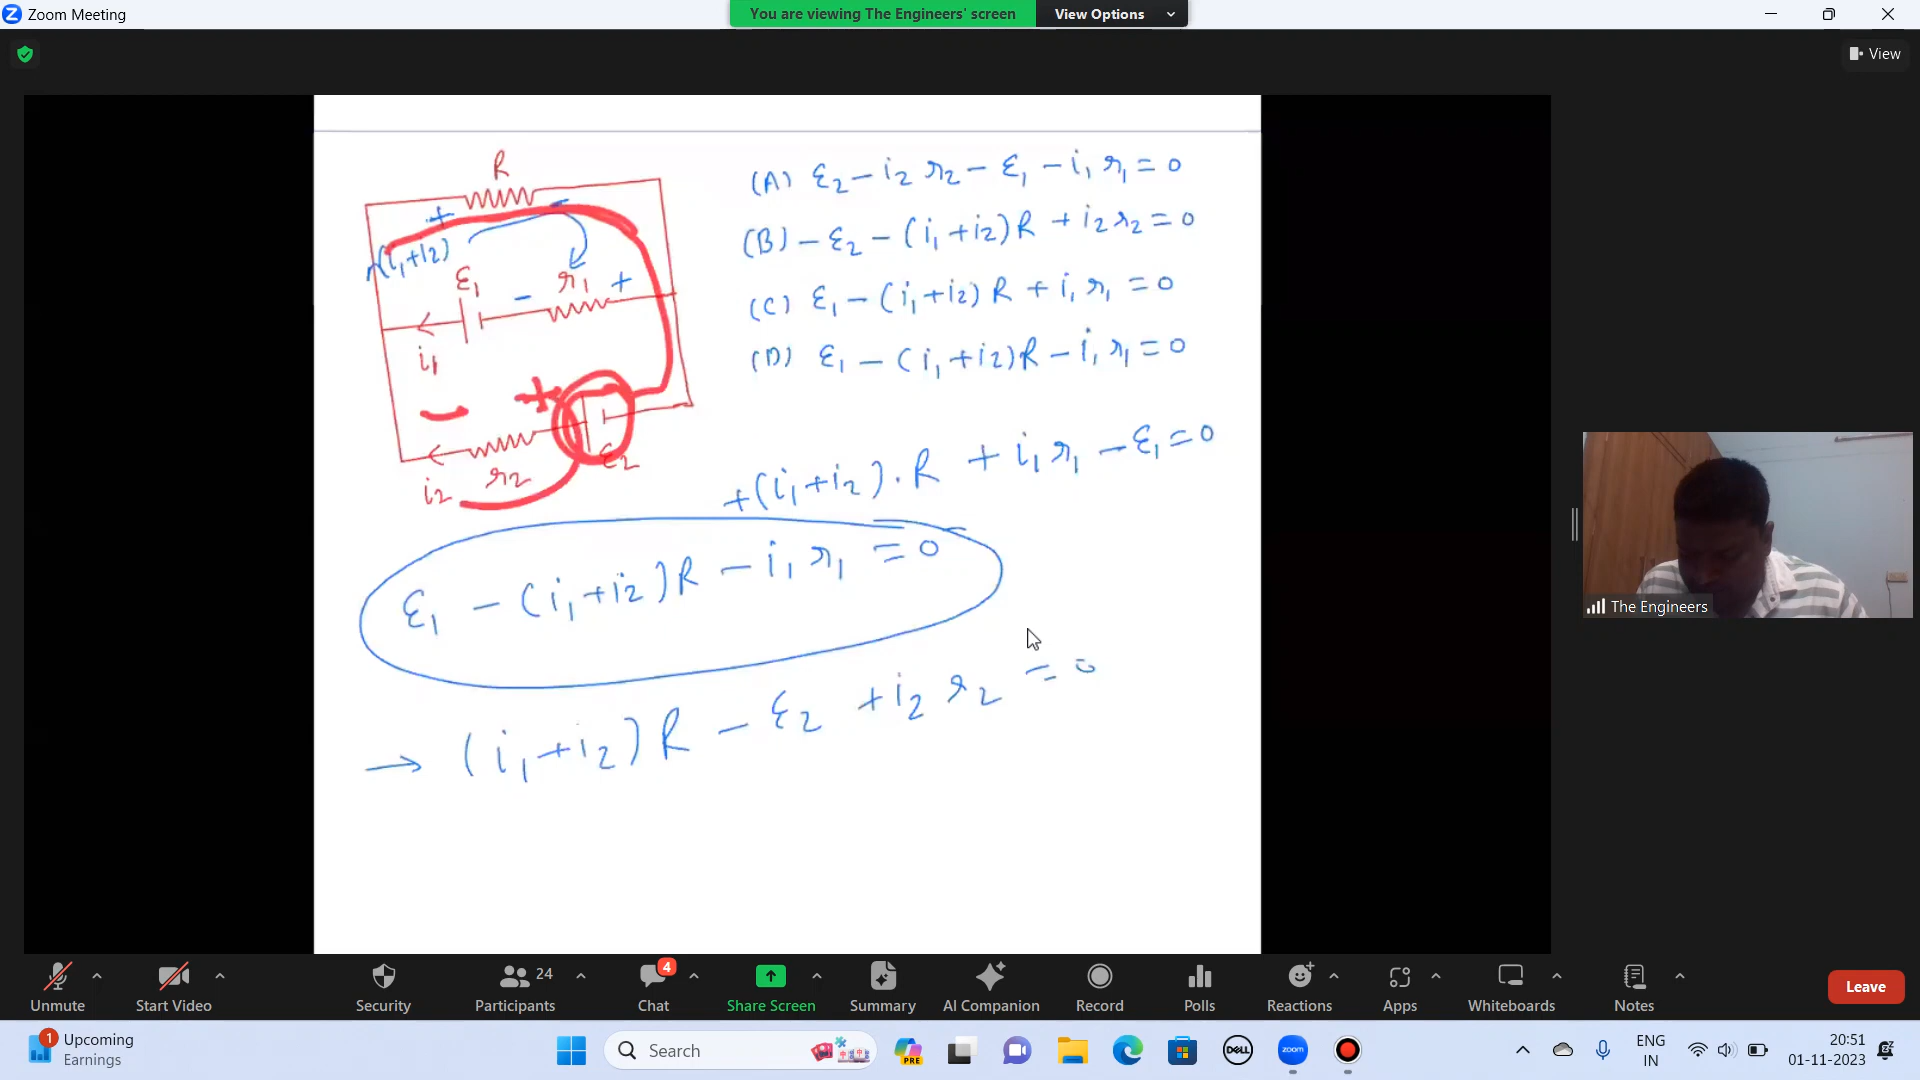 Zoom Meeting
You are viewing The Engineers' screen
View Options
View
R
+
(i₁+i₂)
ε₁
r₁
− +
i₁
− +
r₂
ε₂
i₂
(A) ε₂ − i₂ r₂ − ε₁ − i₁ r₁ = 0
(B) − ε₂ − (i₁ + i₂) R + i₂ r₂ = 0
(C) ε₁ − (i₁ + i₂) R + i₁ r₁ = 0
(D) ε₁ − (i₁ + i₂) R − i₁ r₁ = 0
+(i₁+i₂).R + i₁ r₁ − ε₁ = 0
ε₁ − (i₁+i₂)R − i₁ r₁ = 0
→ (i₁+i₂)R − ε₂ + i₂ r₂ = 0
The Engineers
Unmute
Start Video
Security
Participants 24
Chat 4
Share Screen
Summary
AI Companion
Record
Polls
Reactions
Apps
Whiteboards
Notes
Leave
1
Upcoming
Earnings
Search
PRE
DELL
zoom
ENG
IN
20:51
01-11-2023